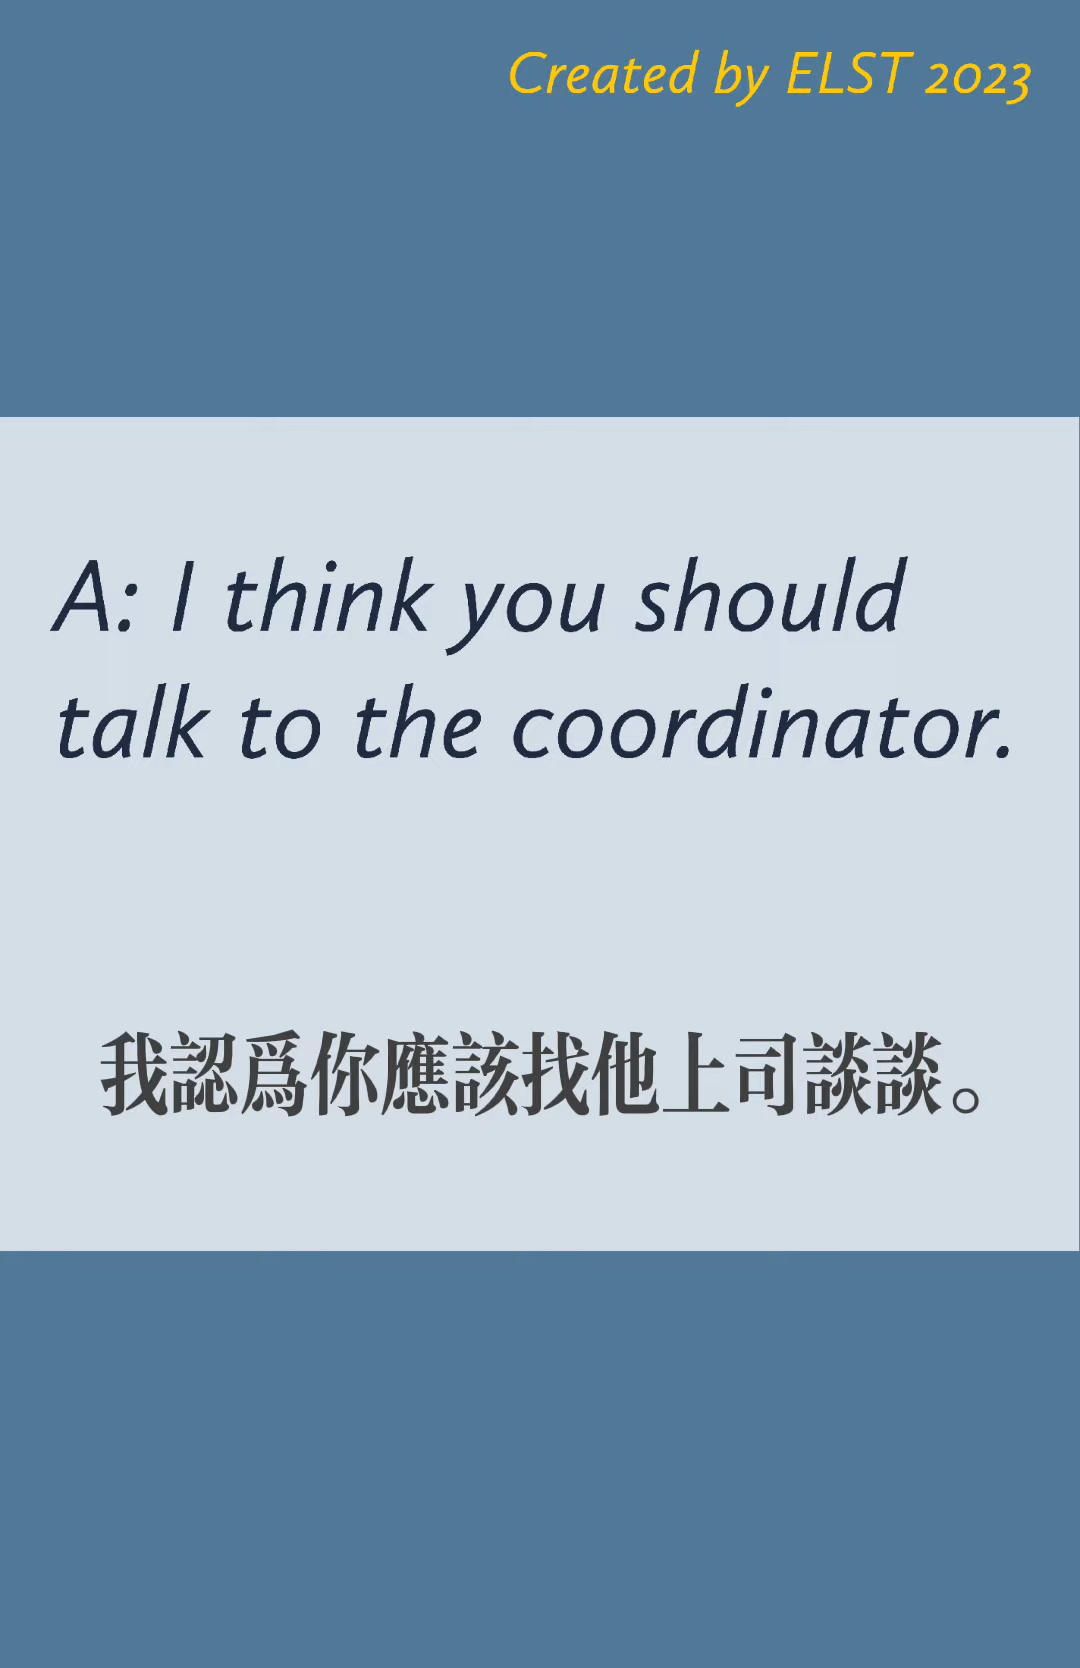 Created by ELST 2023
A: I think you should
talk to the coordinator.
我認爲你應該找他上司談談。